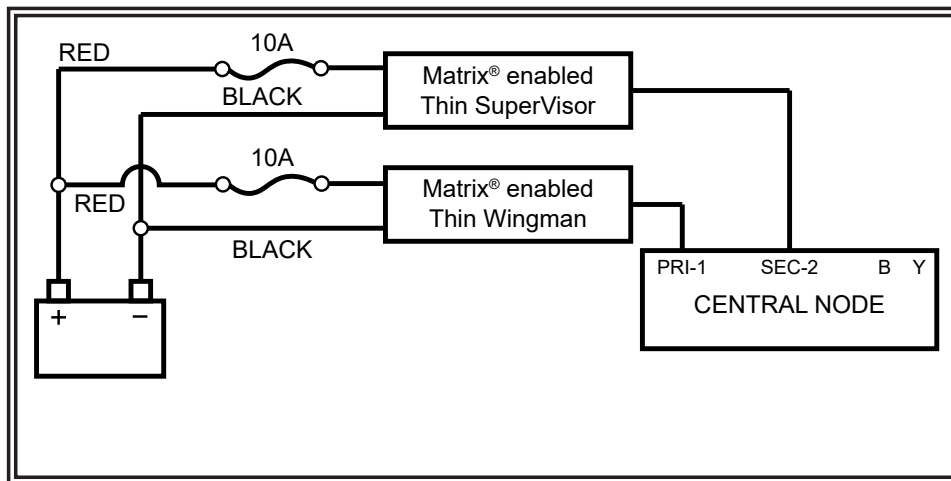 RED
10A
BLACK
Matrix® enabled
Thin SuperVisor
10A
RED
BLACK
Matrix® enabled
Thin Wingman
PRI-1 SEC-2 B Y
CENTRAL NODE
+ −